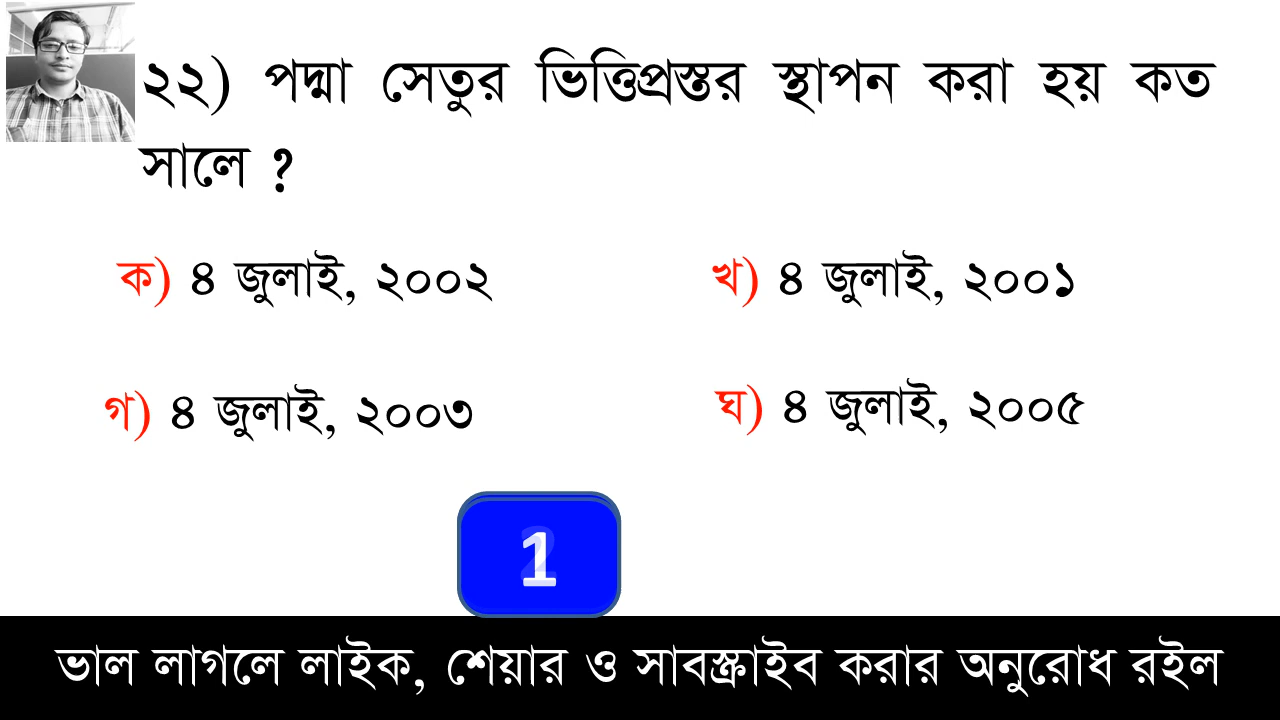 ২২) পদ্মা সেতুর ভিত্তিপ্রস্তর স্থাপন করা হয় কত
সালে ?
ক) ৪ জুলাই, ২০০২
খ) ৪ জুলাই, ২০০১
গ) ৪ জুলাই, ২০০৩
ঘ) ৪ জুলাই, ২০০৫
1
ভাল লাগলে লাইক, শেয়ার ও সাবস্ক্রাইব করার অনুরোধ রইল